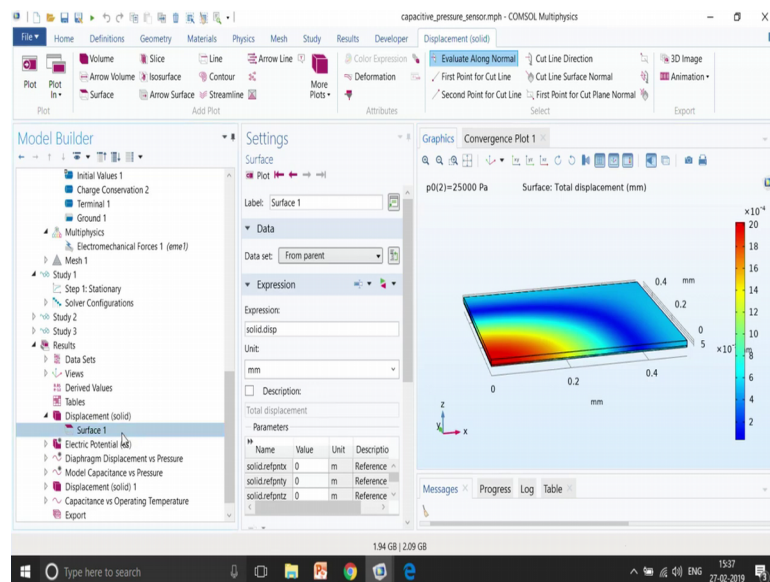 capacitive_pressure_sensor.mph - COMSOL Multiphysics
File Home Definitions Geometry Materials Physics Mesh Study Results Developer Displacement (solid)
Plot
Plot In
Plot
Volume Slice Line Arrow Line
Arrow Volume Isosurface Contour
Surface Arrow Surface Streamline
More Plots
Add Plot
Color Expression
Deformation
Attributes
Evaluate Along Normal Cut Line Direction
First Point for Cut Line Cut Line Surface Normal
Second Point for Cut Line First Point for Cut Plane Normal
Select
3D Image
Animation
Export
Model Builder
Initial Values 1
Charge Conservation 2
Terminal 1
Ground 1
Multiphysics
Electromechanical Forces 1 (eme1)
Mesh 1
Study 1
Step 1: Stationary
Solver Configurations
Study 2
Study 3
Results
Data Sets
Views
Derived Values
Tables
Displacement (solid)
Surface 1
Electric Potential (es)
Diaphragm Displacement vs Pressure
Model Capacitance vs Pressure
Displacement (solid) 1
Capacitance vs Operating Temperature
Export
Settings
Surface
Plot
Label: Surface 1
Data
Data set: From parent
Expression
Expression:
solid.disp
Unit:
mm
Description:
Total displacement
Parameters
Name Value Unit Descriptio
solid.refpntx 0 m Reference
solid.refpnty 0 m Reference
solid.refpntz 0 m Reference
Graphics Convergence Plot 1
p0(2)=25000 Pa Surface: Total displacement (mm)
×10⁻⁴
20
18
16
14
12
10
8
6
4
2
0.4 mm
0.2
0
5 ×10⁻
m
0.4
0.2
0
mm
z
y
x
Messages Progress Log Table
1.94 GB | 2.09 GB
Type here to search
ENG
15:37
27-02-2019